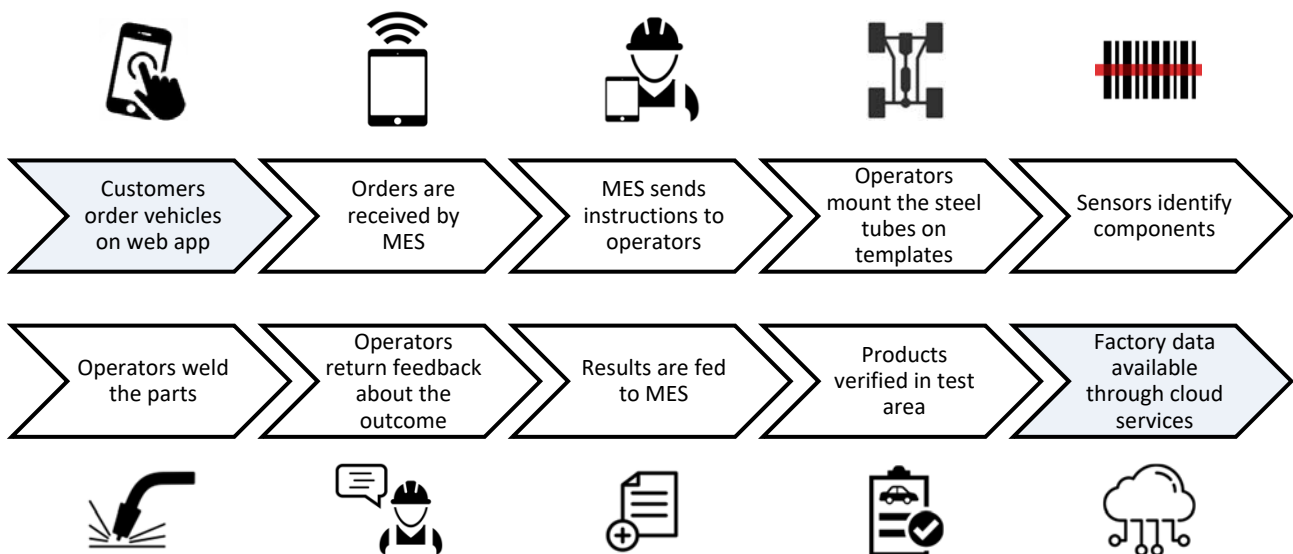 Customers
order vehicles
on web app
Orders are
received by
MES
MES sends
instructions to
operators
Operators
mount the steel
tubes on
templates
Sensors identify
components
Operators weld
the parts
Operators
return feedback
about the
outcome
Results are fed
to MES
Products
verified in test
area
Factory data
available
through cloud
services